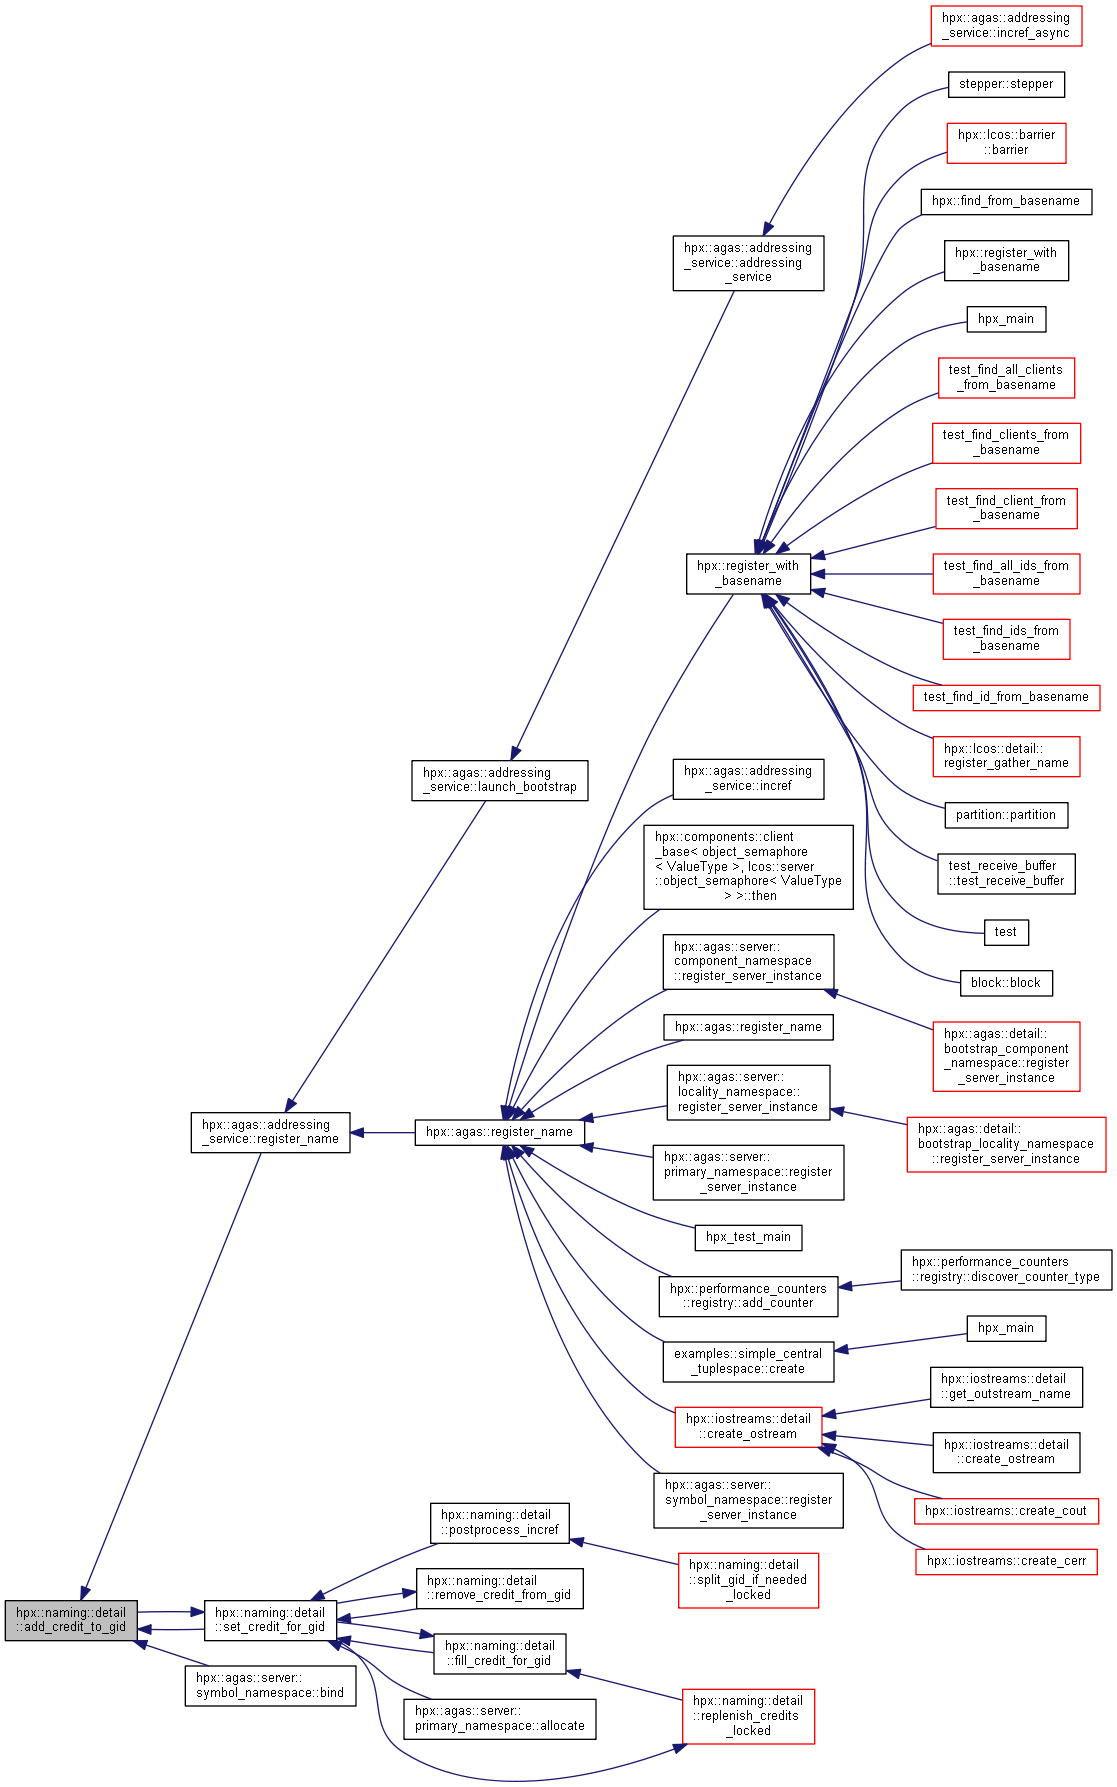 hpx::agas::addressing
_service::incref_async
stepper::stepper
hpx::lcos::barrier
::barrier
hpx::find_from_basename
hpx::agas::addressing
_service::addressing
_service
hpx::register_with
_basename
hpx_main
test_find_all_clients
_from_basename
test_find_clients_from
_basename
test_find_client_from
_basename
hpx::register_with
_basename
test_find_all_ids_from
_basename
test_find_ids_from
_basename
test_find_id_from_basename
hpx::lcos::detail::
register_gather_name
hpx::agas::addressing
_service::launch_bootstrap
hpx::agas::addressing
_service::incref
partition::partition
hpx::components::client
_base< object_semaphore
< ValueType >, lcos::server
::object_semaphore< ValueType
> >::then
test_receive_buffer
::test_receive_buffer
test
hpx::agas::server::
component_namespace
::register_server_instance
block::block
hpx::agas::register_name
hpx::agas::detail::
bootstrap_component
_namespace::register
_server_instance
hpx::agas::server::
locality_namespace::
register_server_instance
hpx::agas::addressing
_service::register_name
hpx::agas::register_name
hpx::agas::detail::
bootstrap_locality_namespace
::register_server_instance
hpx::agas::server::
primary_namespace::register
_server_instance
hpx_test_main
hpx::performance_counters
::registry::add_counter
hpx::performance_counters
::registry::discover_counter_type
examples::simple_central
_tuplespace::create
hpx_main
hpx::iostreams::detail
::create_ostream
hpx::iostreams::detail
::get_outstream_name
hpx::iostreams::detail
::create_ostream
hpx::agas::server::
symbol_namespace::register
_server_instance
hpx::iostreams::create_cout
hpx::iostreams::create_cerr
hpx::naming::detail
::postprocess_incref
hpx::naming::detail
::split_gid_if_needed
_locked
hpx::naming::detail
::remove_credit_from_gid
hpx::naming::detail
::add_credit_to_gid
hpx::naming::detail
::set_credit_for_gid
hpx::naming::detail
::fill_credit_for_gid
hpx::agas::server::
symbol_namespace::bind
hpx::agas::server::
primary_namespace::allocate
hpx::naming::detail
::replenish_credits
_locked